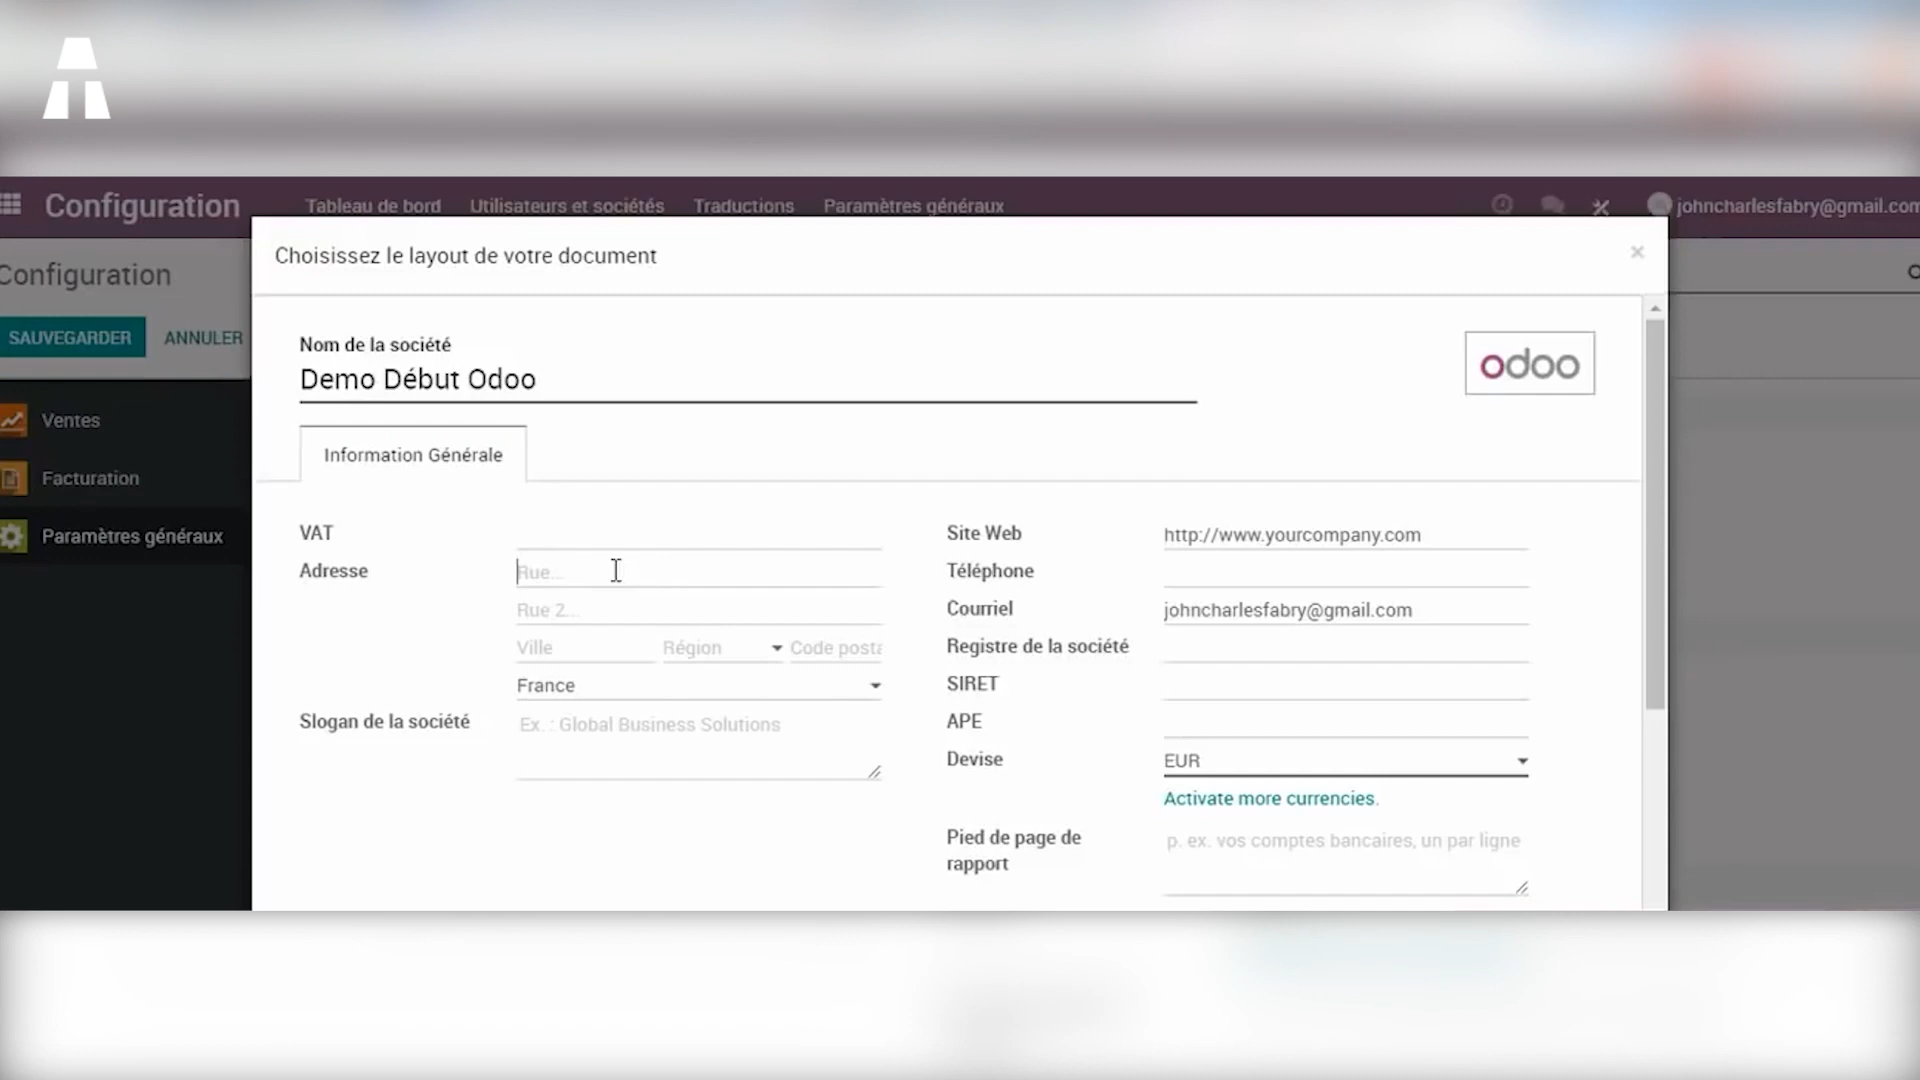 Configuration
Tableau de bord
Utilisateurs et sociétés
Traductions
Paramètres généraux
johncharlesfabry@gmail.com
Configuration
SAUVEGARDER
ANNULER
Ventes
Facturation
Paramètres généraux
Choisissez le layout de votre document
×
Nom de la société
Demo Début Odoo
odoo
Information Générale
VAT
Adresse
Rue...
Rue 2...
Ville
Région
Code posta
France
Slogan de la société
Ex. : Global Business Solutions
Site Web
http://www.yourcompany.com
Téléphone
Courriel
johncharlesfabry@gmail.com
Registre de la société
SIRET
APE
Devise
EUR
Activate more currencies.
Pied de page de
rapport
p. ex. vos comptes bancaires, un par ligne